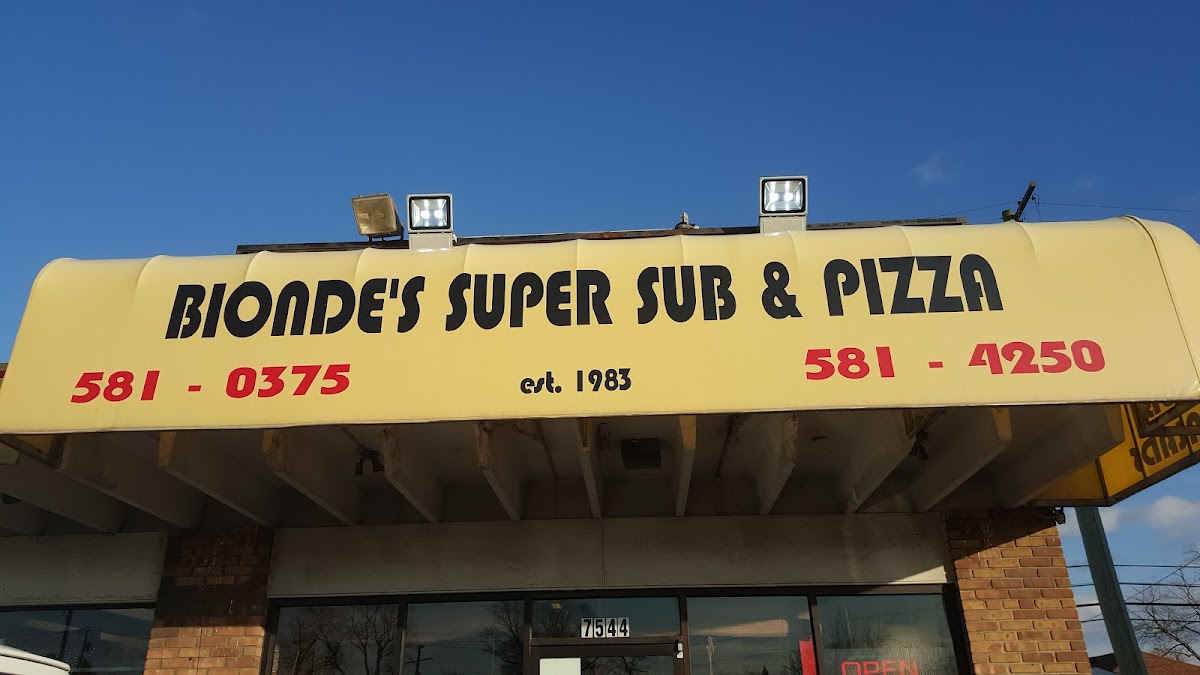 BIONDE'S SUPER SUB & PIZZA
581 - 0375 est. 1983 581 - 4250
7544
OPEN